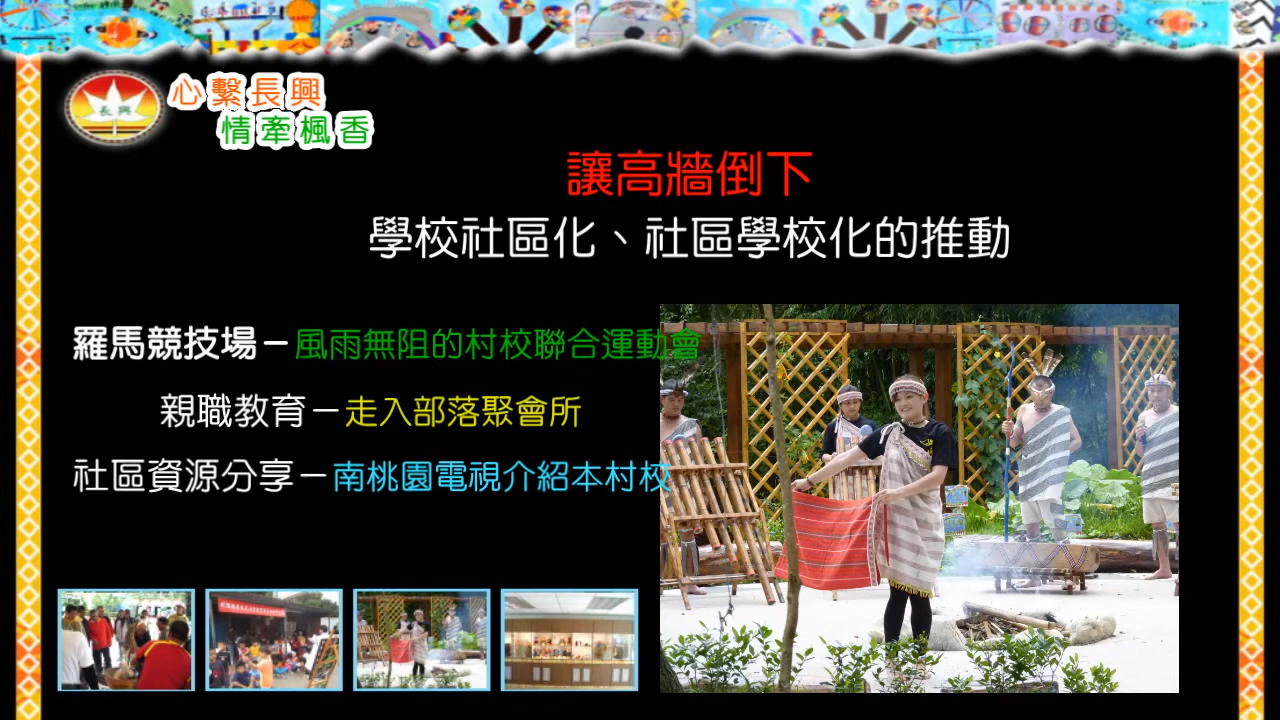 長興
心繫長興
情牽楓香
讓高牆倒下
學校社區化、社區學校化的推動
羅馬競技場－風雨無阻的村校聯合運動會
親職教育－走入部落聚會所
社區資源分享－南桃園電視介紹本村校